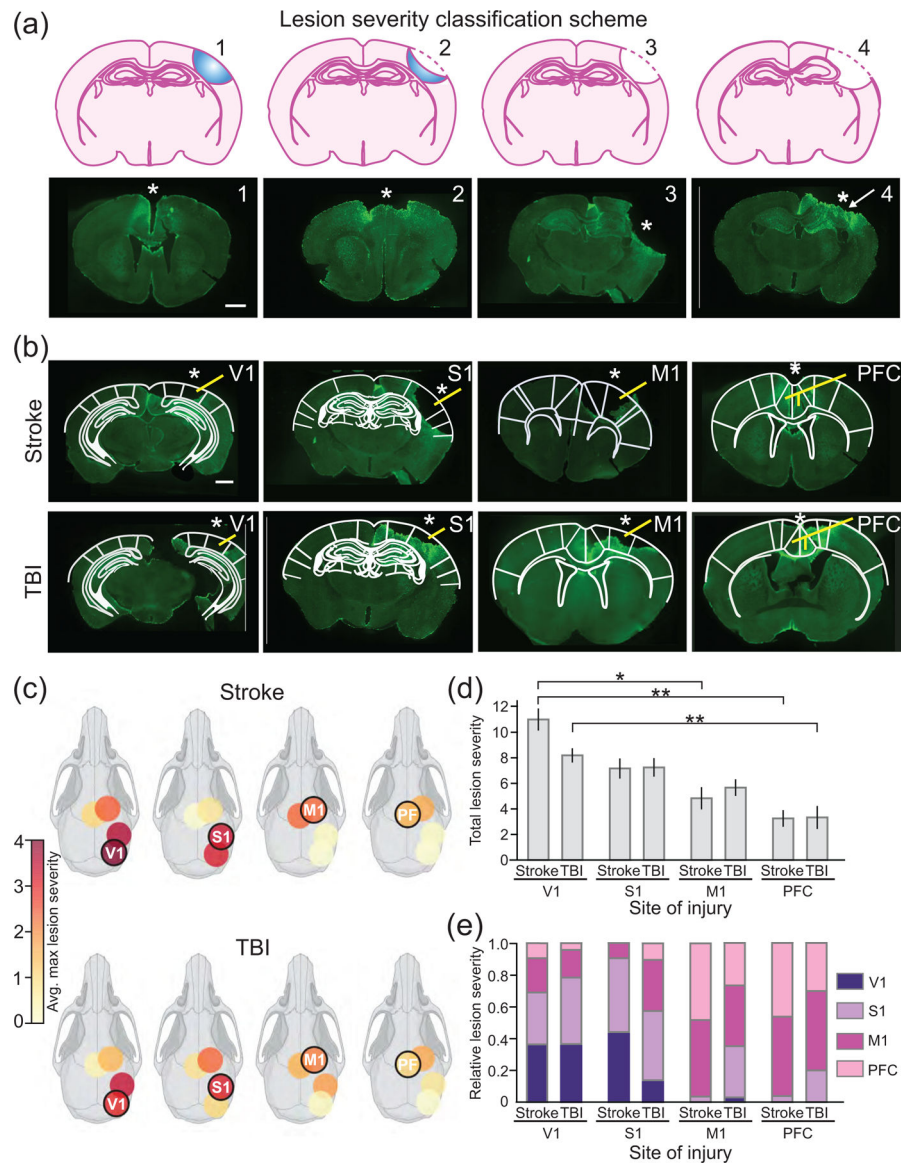 Lesion severity classification scheme
(a)
1 2 3 4
* 1 * 2 * 3 * 4
(b)
Stroke
* V1 * S1 * M1 * PFC
TBI
* V1 * S1 * M1 * PFC
(c)
Stroke
V1 S1 M1 PF
4
3
2
1
0
Avg. max lesion severity
TBI
V1 S1 M1 PF
(d)
*
**
**
Total lesion severity
12
10
8
6
4
2
0
Stroke TBI Stroke TBI Stroke TBI Stroke TBI
V1 S1 M1 PFC
Site of injury
(e)
Relative lesion severity
1.0
0.8
0.6
0.4
0.2
0
Stroke TBI Stroke TBI Stroke TBI Stroke TBI
V1 S1 M1 PFC
Site of injury
V1
S1
M1
PFC